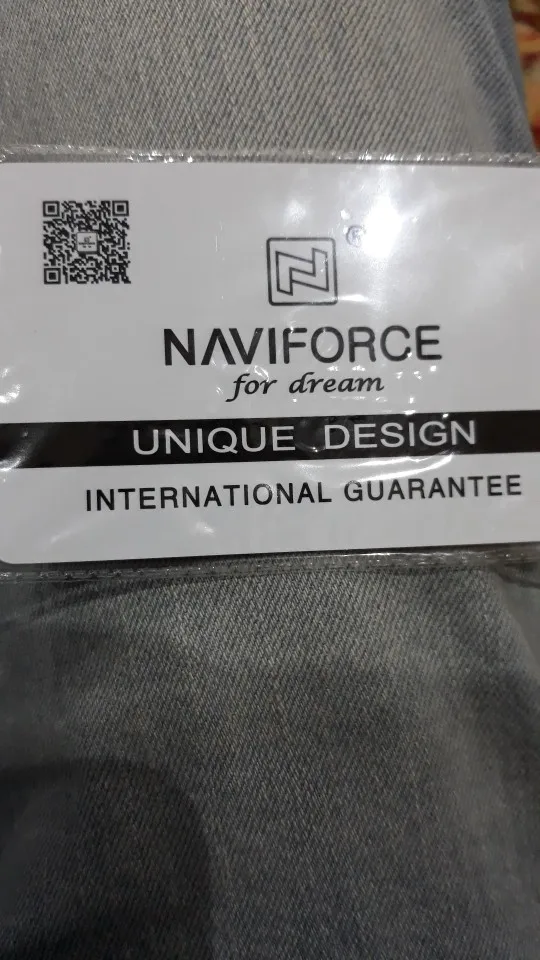 ®
NAVIFORCE
for dream
UNIQUE DESIGN
INTERNATIONAL GUARANTEE